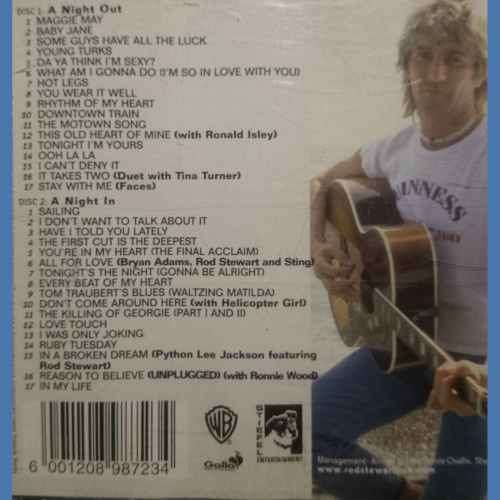 DISC 1: A Night Out
1 MAGGIE MAY
2 BABY JANE
3 SOME GUYS HAVE ALL THE LUCK
4 YOUNG TURKS
5 DA YA THINK I'M SEXY?
6 WHAT AM I GONNA DO (I'M SO IN LOVE WITH YOU)
7 HOT LEGS
8 YOU WEAR IT WELL
9 RHYTHM OF MY HEART
10 DOWNTOWN TRAIN
11 THE MOTOWN SONG
12 THIS OLD HEART OF MINE (with Ronald Isley)
13 TONIGHT I'M YOURS
14 OOH LA LA
15 I CAN'T DENY IT
16 IT TAKES TWO (Duet with Tina Turner)
17 STAY WITH ME (Faces)
DISC 2: A Night In
1 SAILING
2 I DON'T WANT TO TALK ABOUT IT
3 HAVE I TOLD YOU LATELY
4 THE FIRST CUT IS THE DEEPEST
5 YOU'RE IN MY HEART (THE FINAL ACCLAIM)
6 ALL FOR LOVE (Bryan Adams, Rod Stewart and Sting)
7 TONIGHT'S THE NIGHT (GONNA BE ALRIGHT)
8 EVERY BEAT OF MY HEART
9 TOM TRAUBERT'S BLUES (WALTZING MATILDA)
10 DON'T COME AROUND HERE (with Helicopter Girl)
11 THE KILLING OF GEORGIE (PART I AND II)
12 LOVE TOUCH
13 I WAS ONLY JOKING
14 RUBY TUESDAY
15 IN A BROKEN DREAM (Python Lee Jackson featuring
Rod Stewart)
16 REASON TO BELIEVE (UNPLUGGED) (with Ronnie Wood)
17 IN MY LIFE
GUINNESS
6 001208 987234
WB
Gallo
STIEFEL
ENTERTAINMENT
Management: